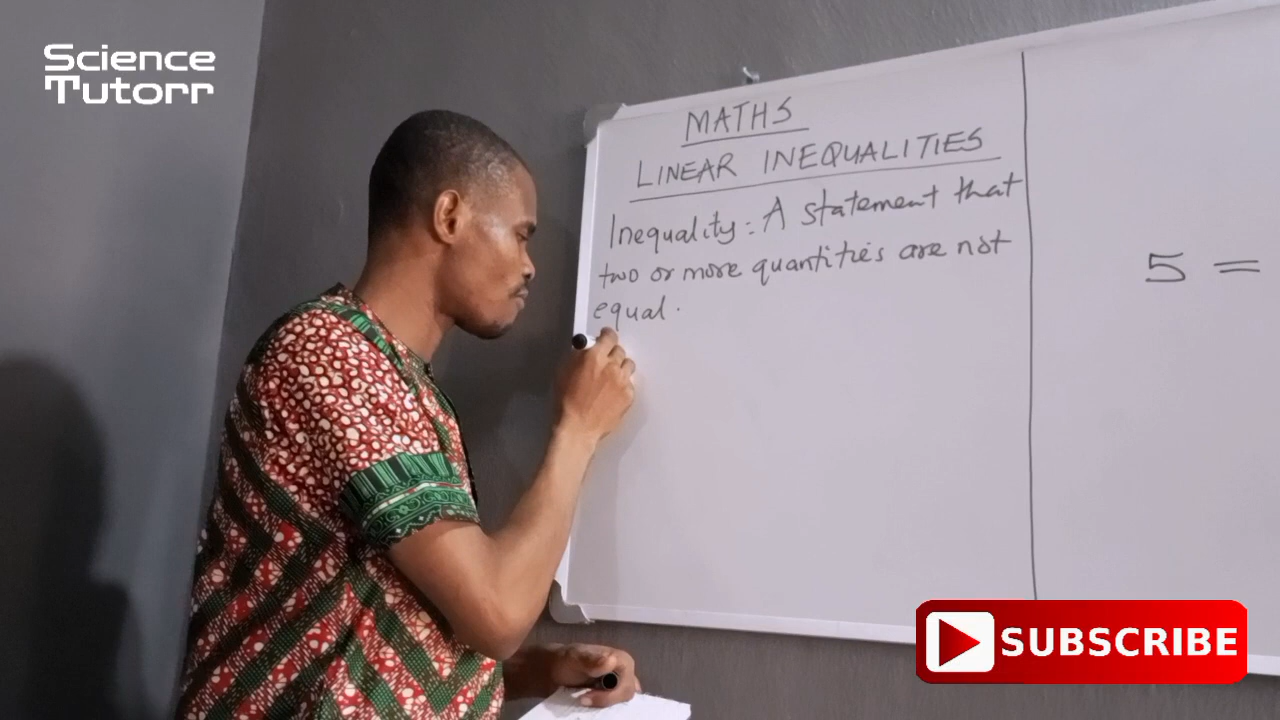 Science
Tutorr
MATHS
LINEAR INEQUALITIES
Inequality: A statement that
two or more quantities are not
equal.
5 =
SUBSCRIBE